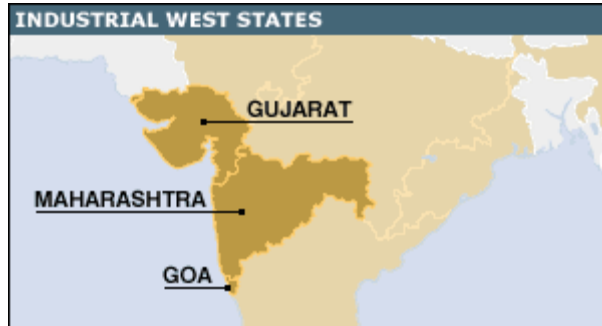 INDUSTRIAL WEST STATES
GUJARAT
MAHARASHTRA
GOA